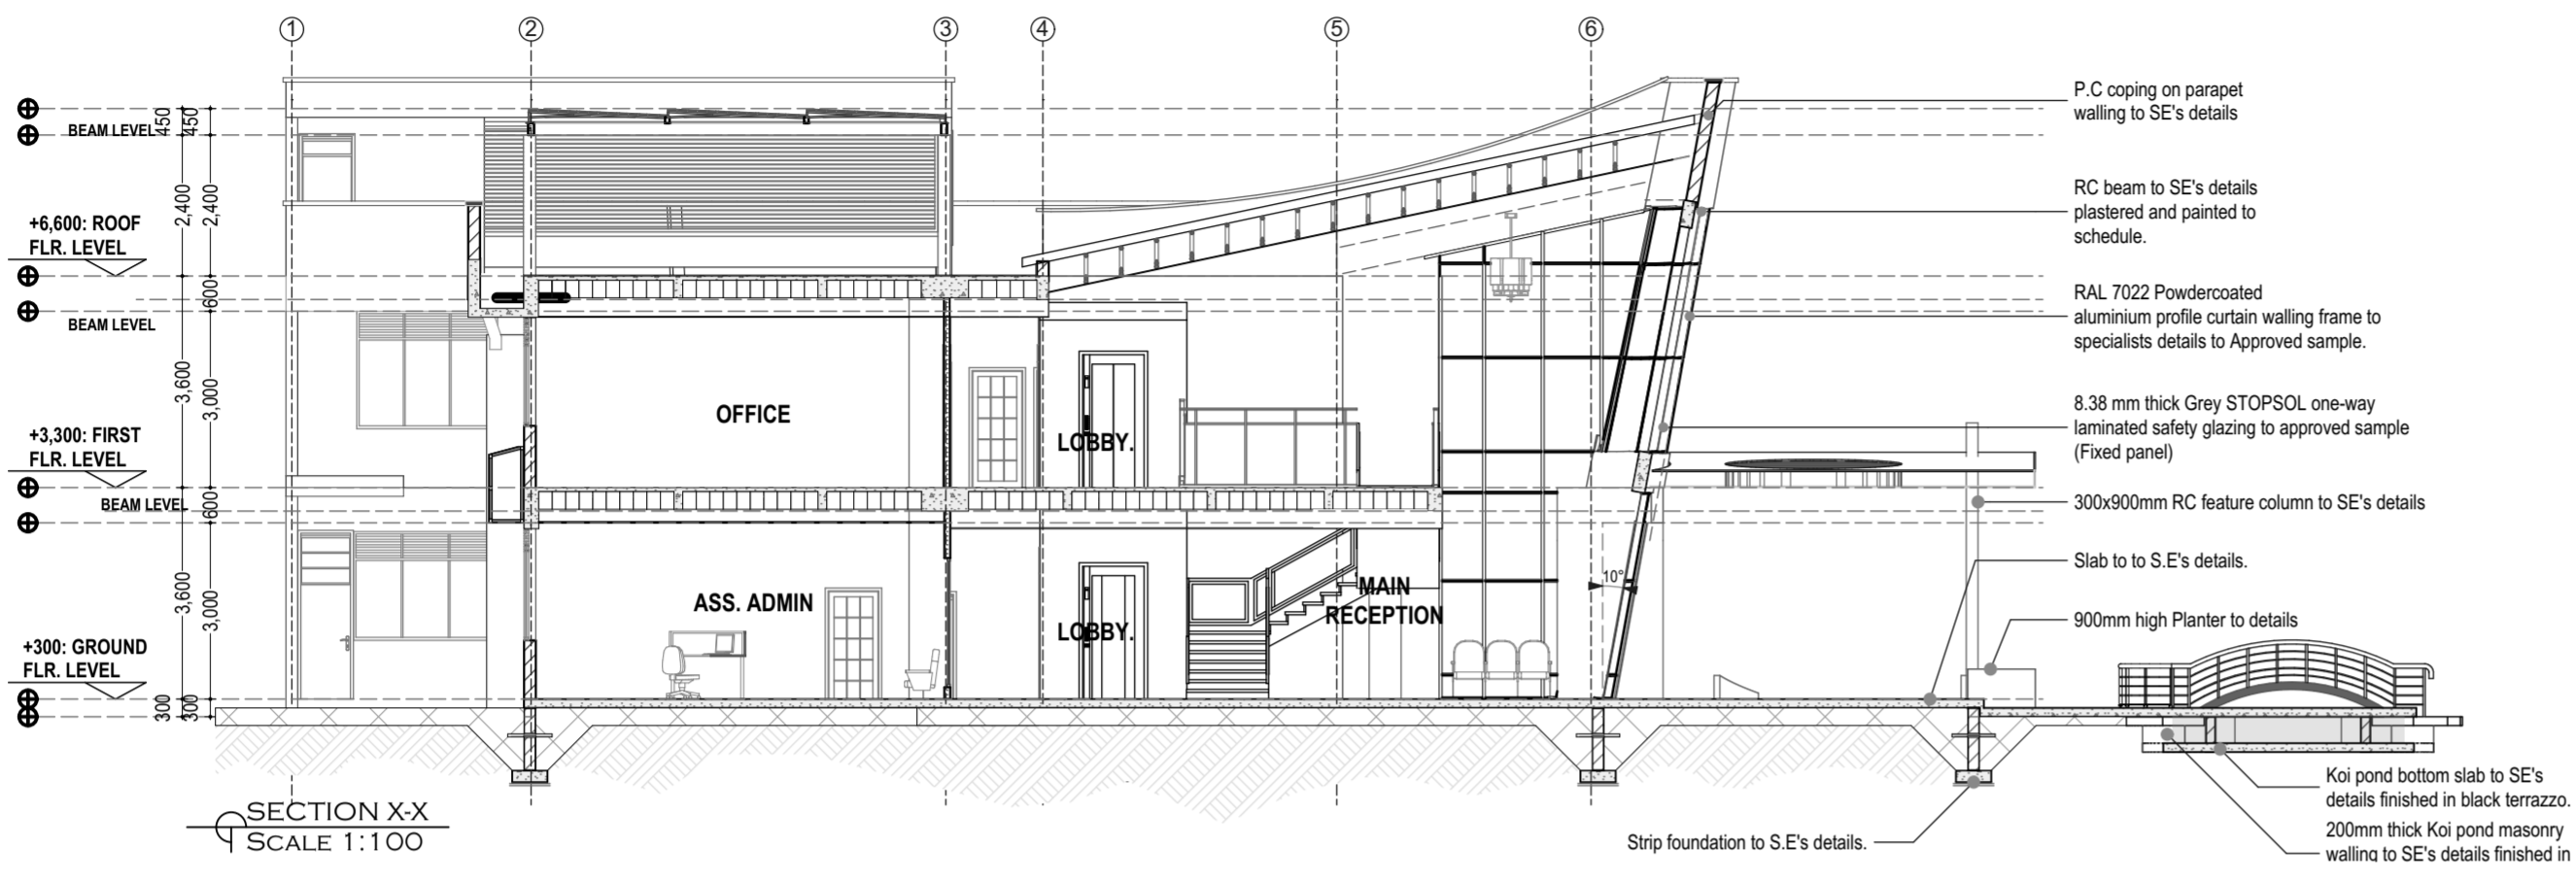 1 2 3 4 5 6
450 450
BEAM LEVEL
2,400 2,400
+6,600: ROOF
FLR. LEVEL
600
BEAM LEVEL
3,600 3,000
+3,300: FIRST
FLR. LEVEL
BEAM LEVEL
600
3,600 3,000
+300: GROUND
FLR. LEVEL
300 300
OFFICE
LOBBY.
ASS. ADMIN
LOBBY.
MAIN
RECEPTION
10°
P.C coping on parapet
walling to SE's details
RC beam to SE's details
plastered and painted to
schedule.
RAL 7022 Powdercoated
aluminium profile curtain walling frame to
specialists details to Approved sample.
8.38 mm thick Grey STOPSOL one-way
laminated safety glazing to approved sample
(Fixed panel)
300x900mm RC feature column to SE's details
Slab to to S.E's details.
900mm high Planter to details
Koi pond bottom slab to SE's
details finished in black terrazzo.
200mm thick Koi pond masonry
walling to SE's details finished in
Strip foundation to S.E's details.
SECTION X-X
SCALE 1:100